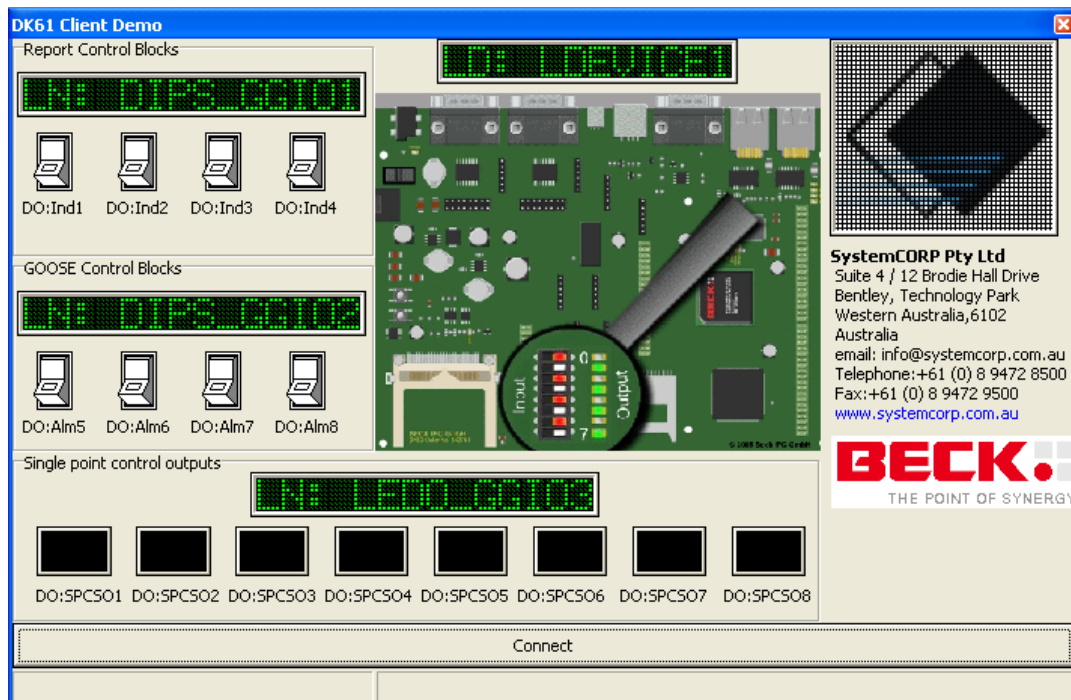 DK61 Client Demo
Report Control Blocks
LN: DIPS_GGIO1
DO:Ind1 DO:Ind2 DO:Ind3 DO:Ind4
GOOSE Control Blocks
LN: DIPS_GGIO2
DO:Alm5 DO:Alm6 DO:Alm7 DO:Alm8
LD: LDEVICE1
BECK
Input
0
7
Output
© 2005 Beck IPC GmbH
Single point control outputs
LN: LEDO_GGIO3
DO:SPCSO1 DO:SPCSO2 DO:SPCSO3 DO:SPCSO4 DO:SPCSO5 DO:SPCSO6 DO:SPCSO7 DO:SPCSO8
SystemCORP Pty Ltd
Suite 4 / 12 Brodie Hall Drive
Bentley, Technology Park
Western Australia,6102
Australia
email: info@systemcorp.com.au
Telephone:+61 (0) 8 9472 8500
Fax:+61 (0) 8 9472 9500
www.systemcorp.com.au
BECK
THE POINT OF SYNERGY
Connect